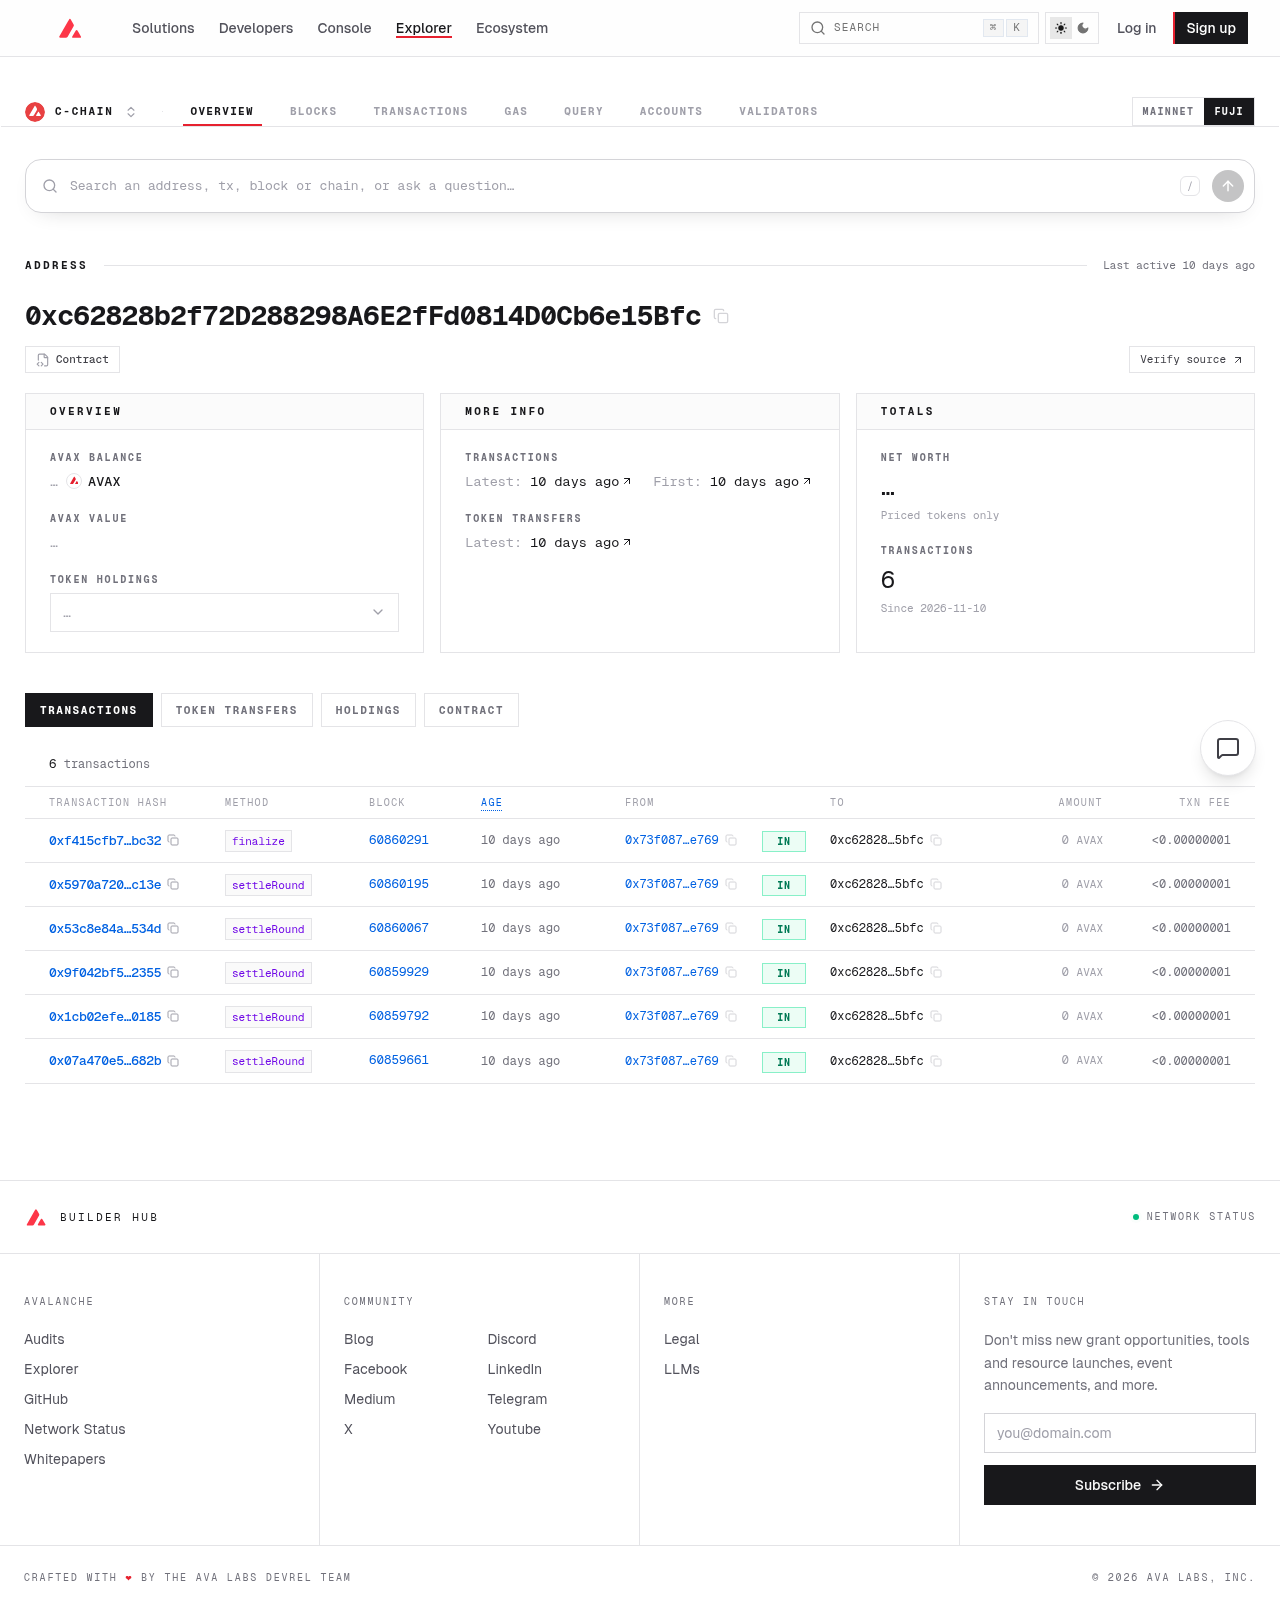 Solutions Developers Console Explorer Ecosystem SEARCH ⌘ K Log in Sign up
C-CHAIN OVERVIEW BLOCKS TRANSACTIONS GAS QUERY ACCOUNTS VALIDATORS MAINNET FUJI
Search an address, tx, block or chain, or ask a question… /
ADDRESS Last active 10 days ago
0xc62828b2f72D288298A6E2fFd0814D0Cb6e15Bfc
Contract Verify source
OVERVIEW MORE INFO TOTALS
AVAX BALANCE TRANSACTIONS NET WORTH
… AVAX Latest: 10 days ago First: 10 days ago …
Priced tokens only
AVAX VALUE TOKEN TRANSFERS
… Latest: 10 days ago TRANSACTIONS
6
TOKEN HOLDINGS Since 2026-11-10
…
TRANSACTIONS TOKEN TRANSFERS HOLDINGS CONTRACT
6 transactions
TRANSACTION HASH METHOD BLOCK AGE FROM TO AMOUNT TXN FEE
0xf415cfb7…bc32 finalize 60860291 10 days ago 0x73f087…e769 IN 0xc62828…5bfc 0 AVAX <0.00000001
0x5970a720…c13e settleRound 60860195 10 days ago 0x73f087…e769 IN 0xc62828…5bfc 0 AVAX <0.00000001
0x53c8e84a…534d settleRound 60860067 10 days ago 0x73f087…e769 IN 0xc62828…5bfc 0 AVAX <0.00000001
0x9f042bf5…2355 settleRound 60859929 10 days ago 0x73f087…e769 IN 0xc62828…5bfc 0 AVAX <0.00000001
0x1cb02efe…0185 settleRound 60859792 10 days ago 0x73f087…e769 IN 0xc62828…5bfc 0 AVAX <0.00000001
0x07a470e5…682b settleRound 60859661 10 days ago 0x73f087…e769 IN 0xc62828…5bfc 0 AVAX <0.00000001
BUILDER HUB NETWORK STATUS
AVALANCHE
Audits
Explorer
GitHub
Network Status
Whitepapers
COMMUNITY
Blog Discord
Facebook LinkedIn
Medium Telegram
X Youtube
MORE
Legal
LLMs
STAY IN TOUCH
Don't miss new grant opportunities, tools
and resource launches, event
announcements, and more.
you@domain.com
Subscribe
CRAFTED WITH ❤ BY THE AVA LABS DEVREL TEAM © 2026 AVA LABS, INC.